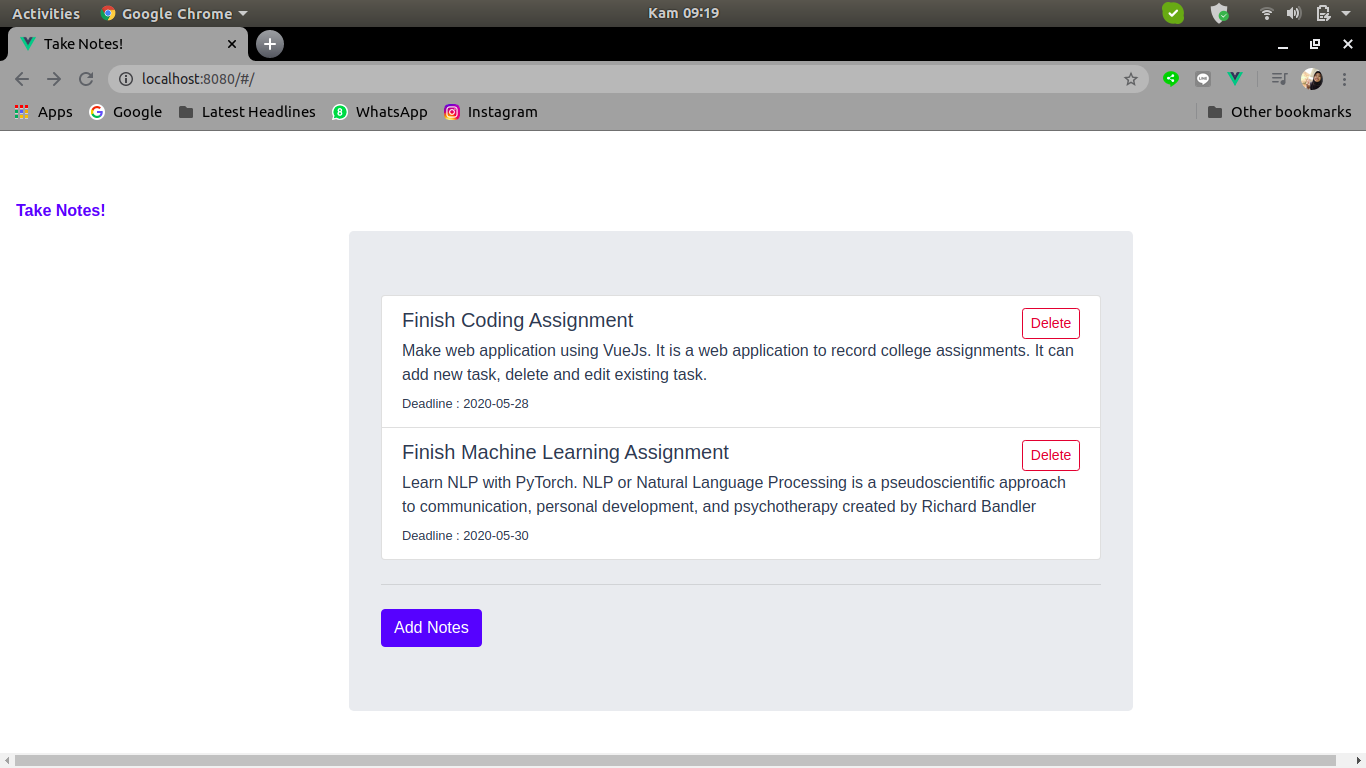 Activities Google Chrome Kam 09:19
Take Notes!
localhost:8080/#/
Apps Google Latest Headlines WhatsApp Instagram Other bookmarks
Take Notes!
Finish Coding Assignment Delete
Make web application using VueJs. It is a web application to record college assignments. It can
add new task, delete and edit existing task.
Deadline : 2020-05-28
Finish Machine Learning Assignment Delete
Learn NLP with PyTorch. NLP or Natural Language Processing is a pseudoscientific approach
to communication, personal development, and psychotherapy created by Richard Bandler
Deadline : 2020-05-30
Add Notes